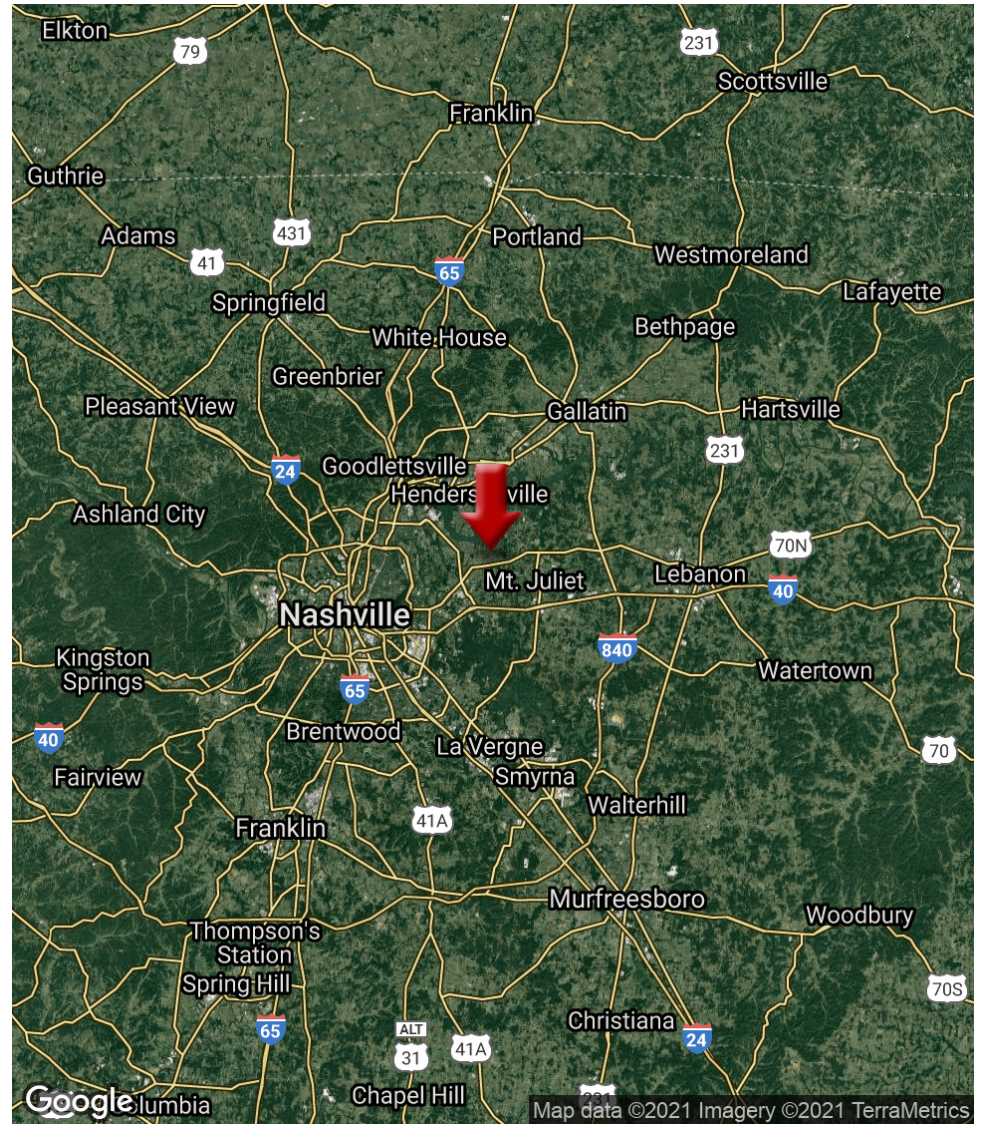 Elkton
79
231
Scottsville
Franklin
Guthrie
431
Adams
Portland
41
Westmoreland
65
Lafayette
Springfield
Bethpage
White House
Greenbrier
Pleasant View
Gallatin
Hartsville
231
Goodlettsville
24
Hendersville
Ashland City
70N
Lebanon
Mt. Juliet
40
Nashville
840
Kingston
Springs
Watertown
65
Brentwood
40
La Vergne
70
Fairview
Smyrna
Walterhill
41A
Franklin
Murfreesboro
Woodbury
Thompson's
Station
Spring Hill
70S
Christiana
65
ALT
31
41A
24
Chapel Hill
231
Google
olumbia
Map data ©2021 Imagery ©2021 TerraMetrics